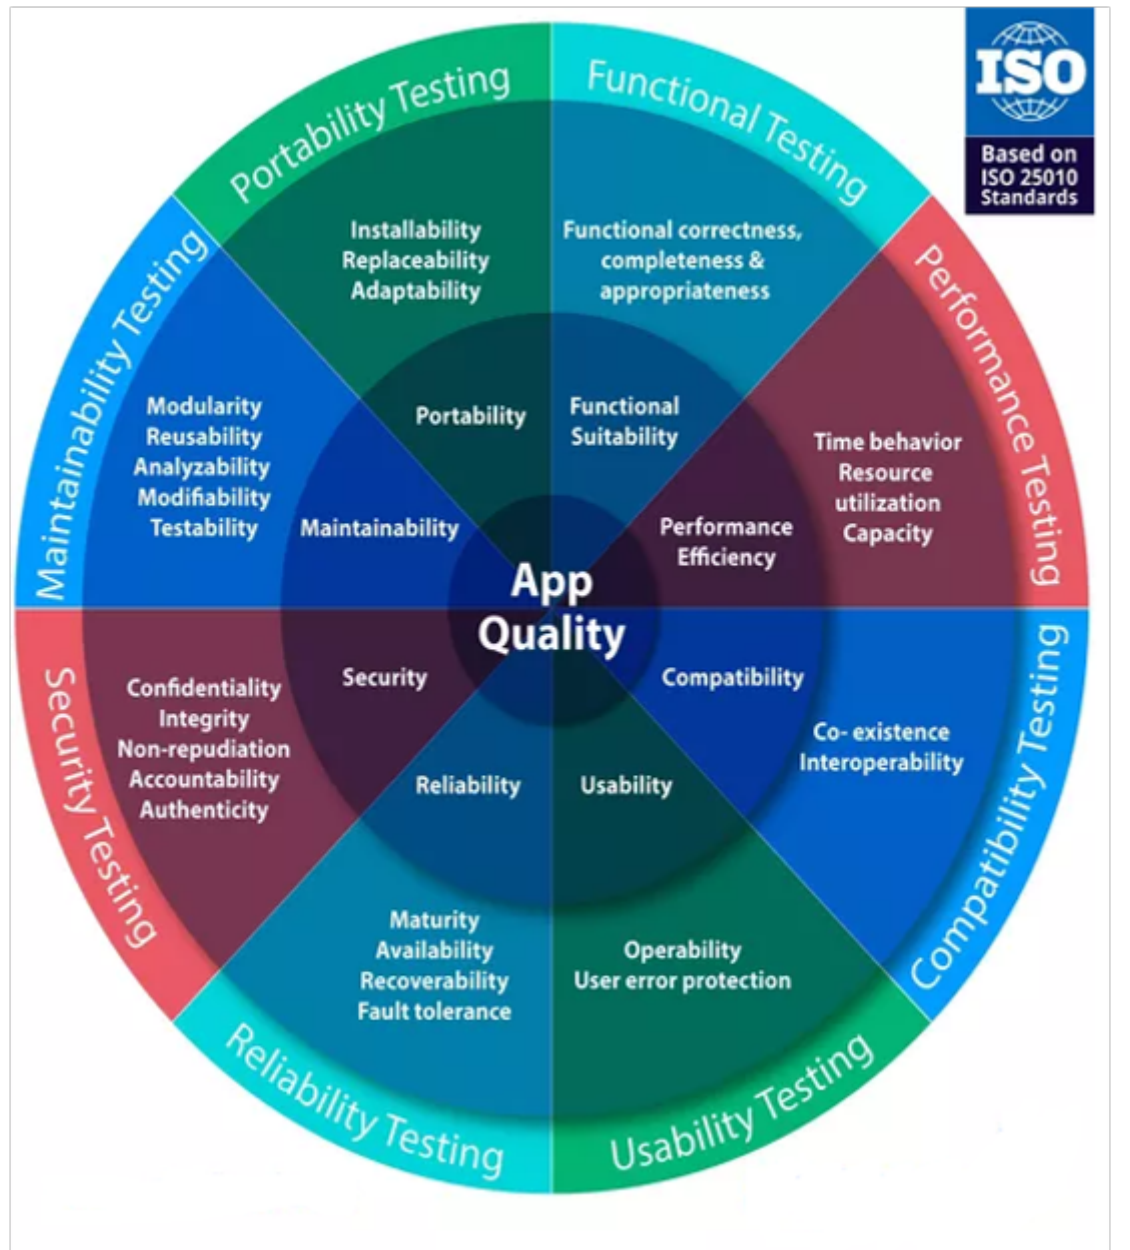 ISO
Based on
ISO 25010
Standards
Functional Testing
Functional correctness,
completeness &
appropriateness
Functional
Suitability
Performance Testing
Time behavior
Resource
utilization
Capacity
Performance
Efficiency
Compatibility Testing
Co- existence
Interoperability
Compatibility
Usability Testing
Operability
User error protection
Usability
Reliability Testing
Maturity
Availability
Recoverability
Fault tolerance
Reliability
Security Testing
Confidentiality
Integrity
Non-repudiation
Accountability
Authenticity
Security
Maintainability Testing
Modularity
Reusability
Analyzability
Modifiability
Testability
Maintainability
Portability Testing
Installability
Replaceability
Adaptability
Portability
App
Quality